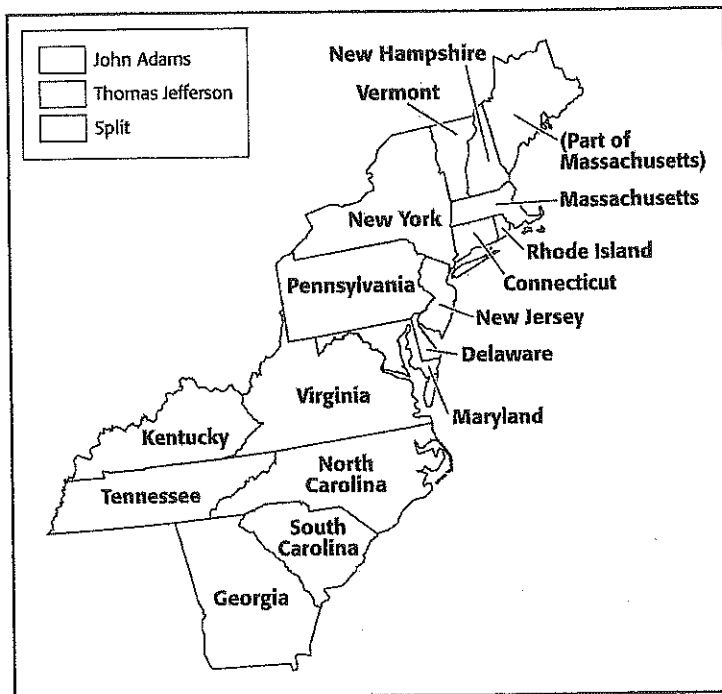 John Adams
Thomas Jefferson
Split
New Hampshire
Vermont
(Part of
Massachusetts)
Massachusetts
New York
Rhode Island
Connecticut
Pennsylvania
New Jersey
Delaware
Maryland
Virginia
Kentucky
North
Carolina
Tennessee
South
Carolina
Georgia